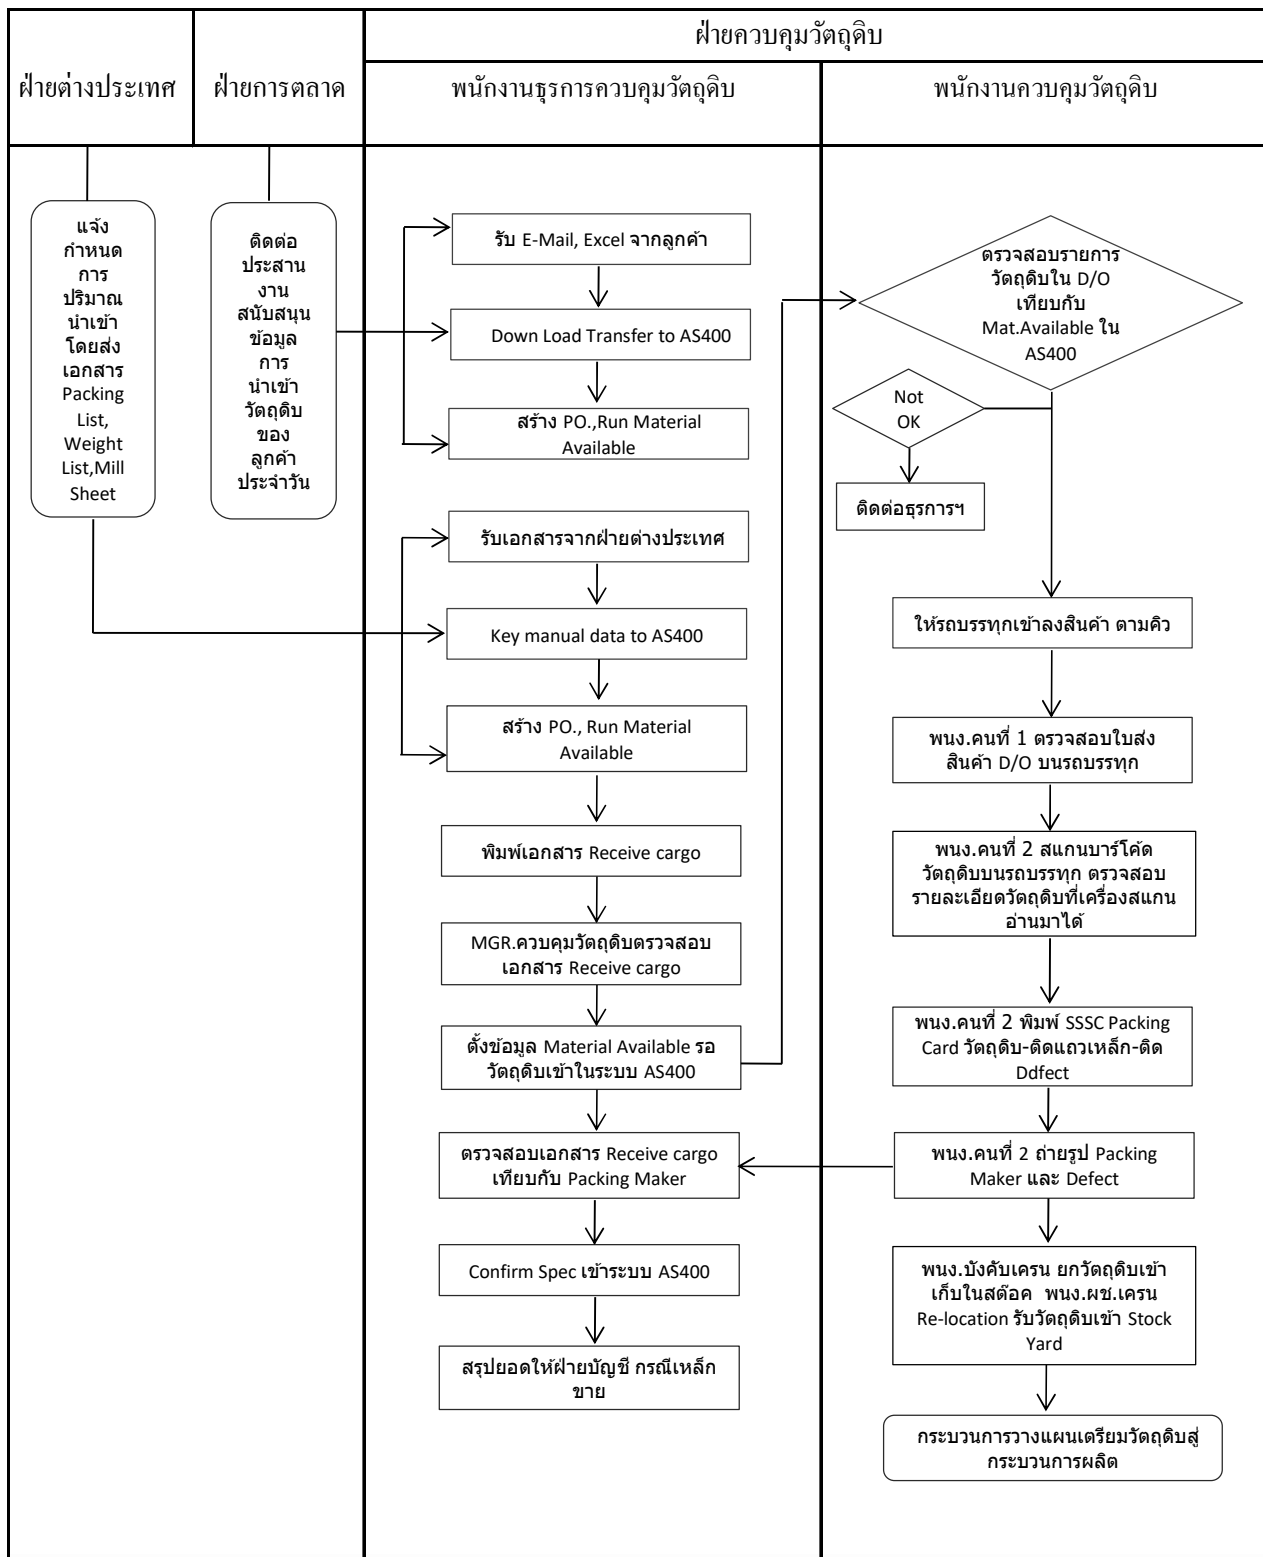 ฝ่ายต่างประเทศ
ฝ่ายการตลาด
ฝ่ายควบคุมวัตถุดิบ
พนักงานธุรการควบคุมวัตถุดิบ
พนักงานควบคุมวัตถุดิบ
แจ้ง
กำหนด
การ
ปริมาณ
นำเข้า
โดยส่ง
เอกสาร
Packing
List,
Weight
List,Mill
Sheet
ติดต่อ
ประสาน
งาน
สนับสนุน
ข้อมูล
การ
นำเข้า
วัตถุดิบ
ของ
ลูกค้า
ประจำวัน
รับ E-Mail, Excel จากลูกค้า
Down Load Transfer to AS400
สร้าง PO.,Run Material
Available
รับเอกสารจากฝ่ายต่างประเทศ
Key manual data to AS400
สร้าง PO., Run Material
Available
พิมพ์เอกสาร Receive cargo
MGR.ควบคุมวัตถุดิบตรวจสอบ
เอกสาร Receive cargo
ตั้งข้อมูล Material Available รอ
วัตถุดิบเข้าในระบบ AS400
ตรวจสอบเอกสาร Receive cargo
เทียบกับ Packing Maker
Confirm Spec เข้าระบบ AS400
สรุปยอดให้ฝ่ายบัญชี กรณีเหล็ก
ขาย
ตรวจสอบรายการ
วัตถุดิบใน D/O
เทียบกับ
Mat.Available ใน
AS400
Not
OK
ติดต่อธุรการฯ
ให้รถบรรทุกเข้าลงสินค้า ตามคิว
พนง.คนที่ 1 ตรวจสอบใบส่ง
สินค้า D/O บนรถบรรทุก
พนง.คนที่ 2 สแกนบาร์โค้ด
วัตถุดิบบนรถบรรทุก ตรวจสอบ
รายละเอียดวัตถุดิบที่เครื่องสแกน
อ่านมาได้
พนง.คนที่ 2 พิมพ์ SSSC Packing
Card วัตถุดิบ-ติดแถวเหล็ก-ติด
Ddfect
พนง.คนที่ 2 ถ่ายรูป Packing
Maker และ Defect
พนง.บังคับเครน ยกวัตถุดิบเข้า
เก็บในสต๊อค พนง.ผช.เครน
Re-location รับวัตถุดิบเข้า Stock
Yard
กระบวนการวางแผนเตรียมวัตถุดิบสู่
กระบวนการผลิต